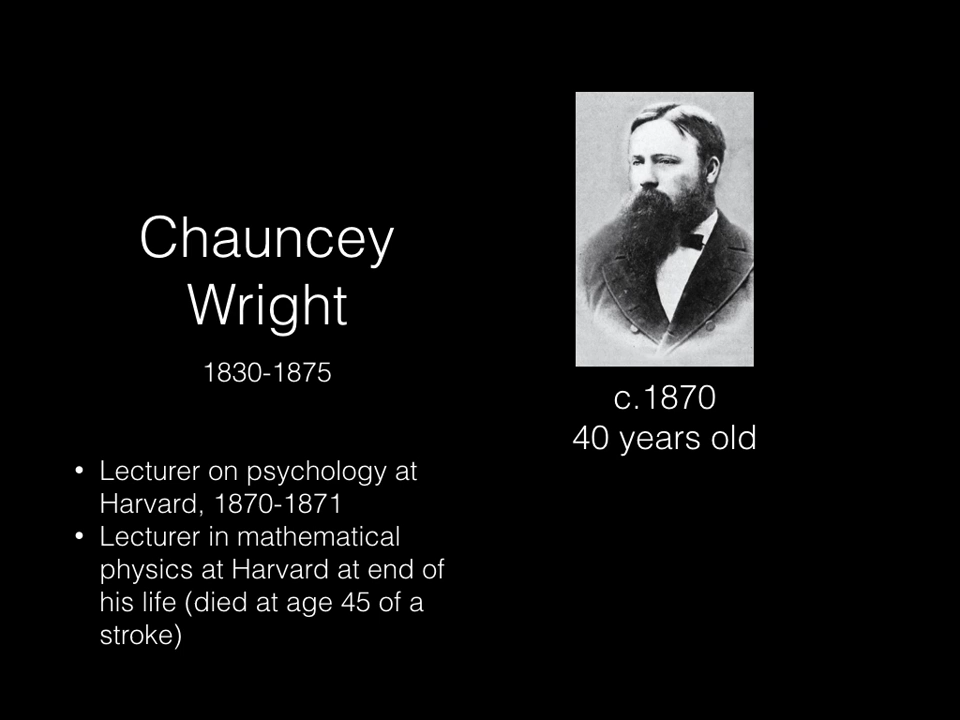 Chauncey
Wright
1830-1875
• Lecturer on psychology at
Harvard, 1870-1871
• Lecturer in mathematical
physics at Harvard at end of
his life (died at age 45 of a
stroke)
c.1870
40 years old